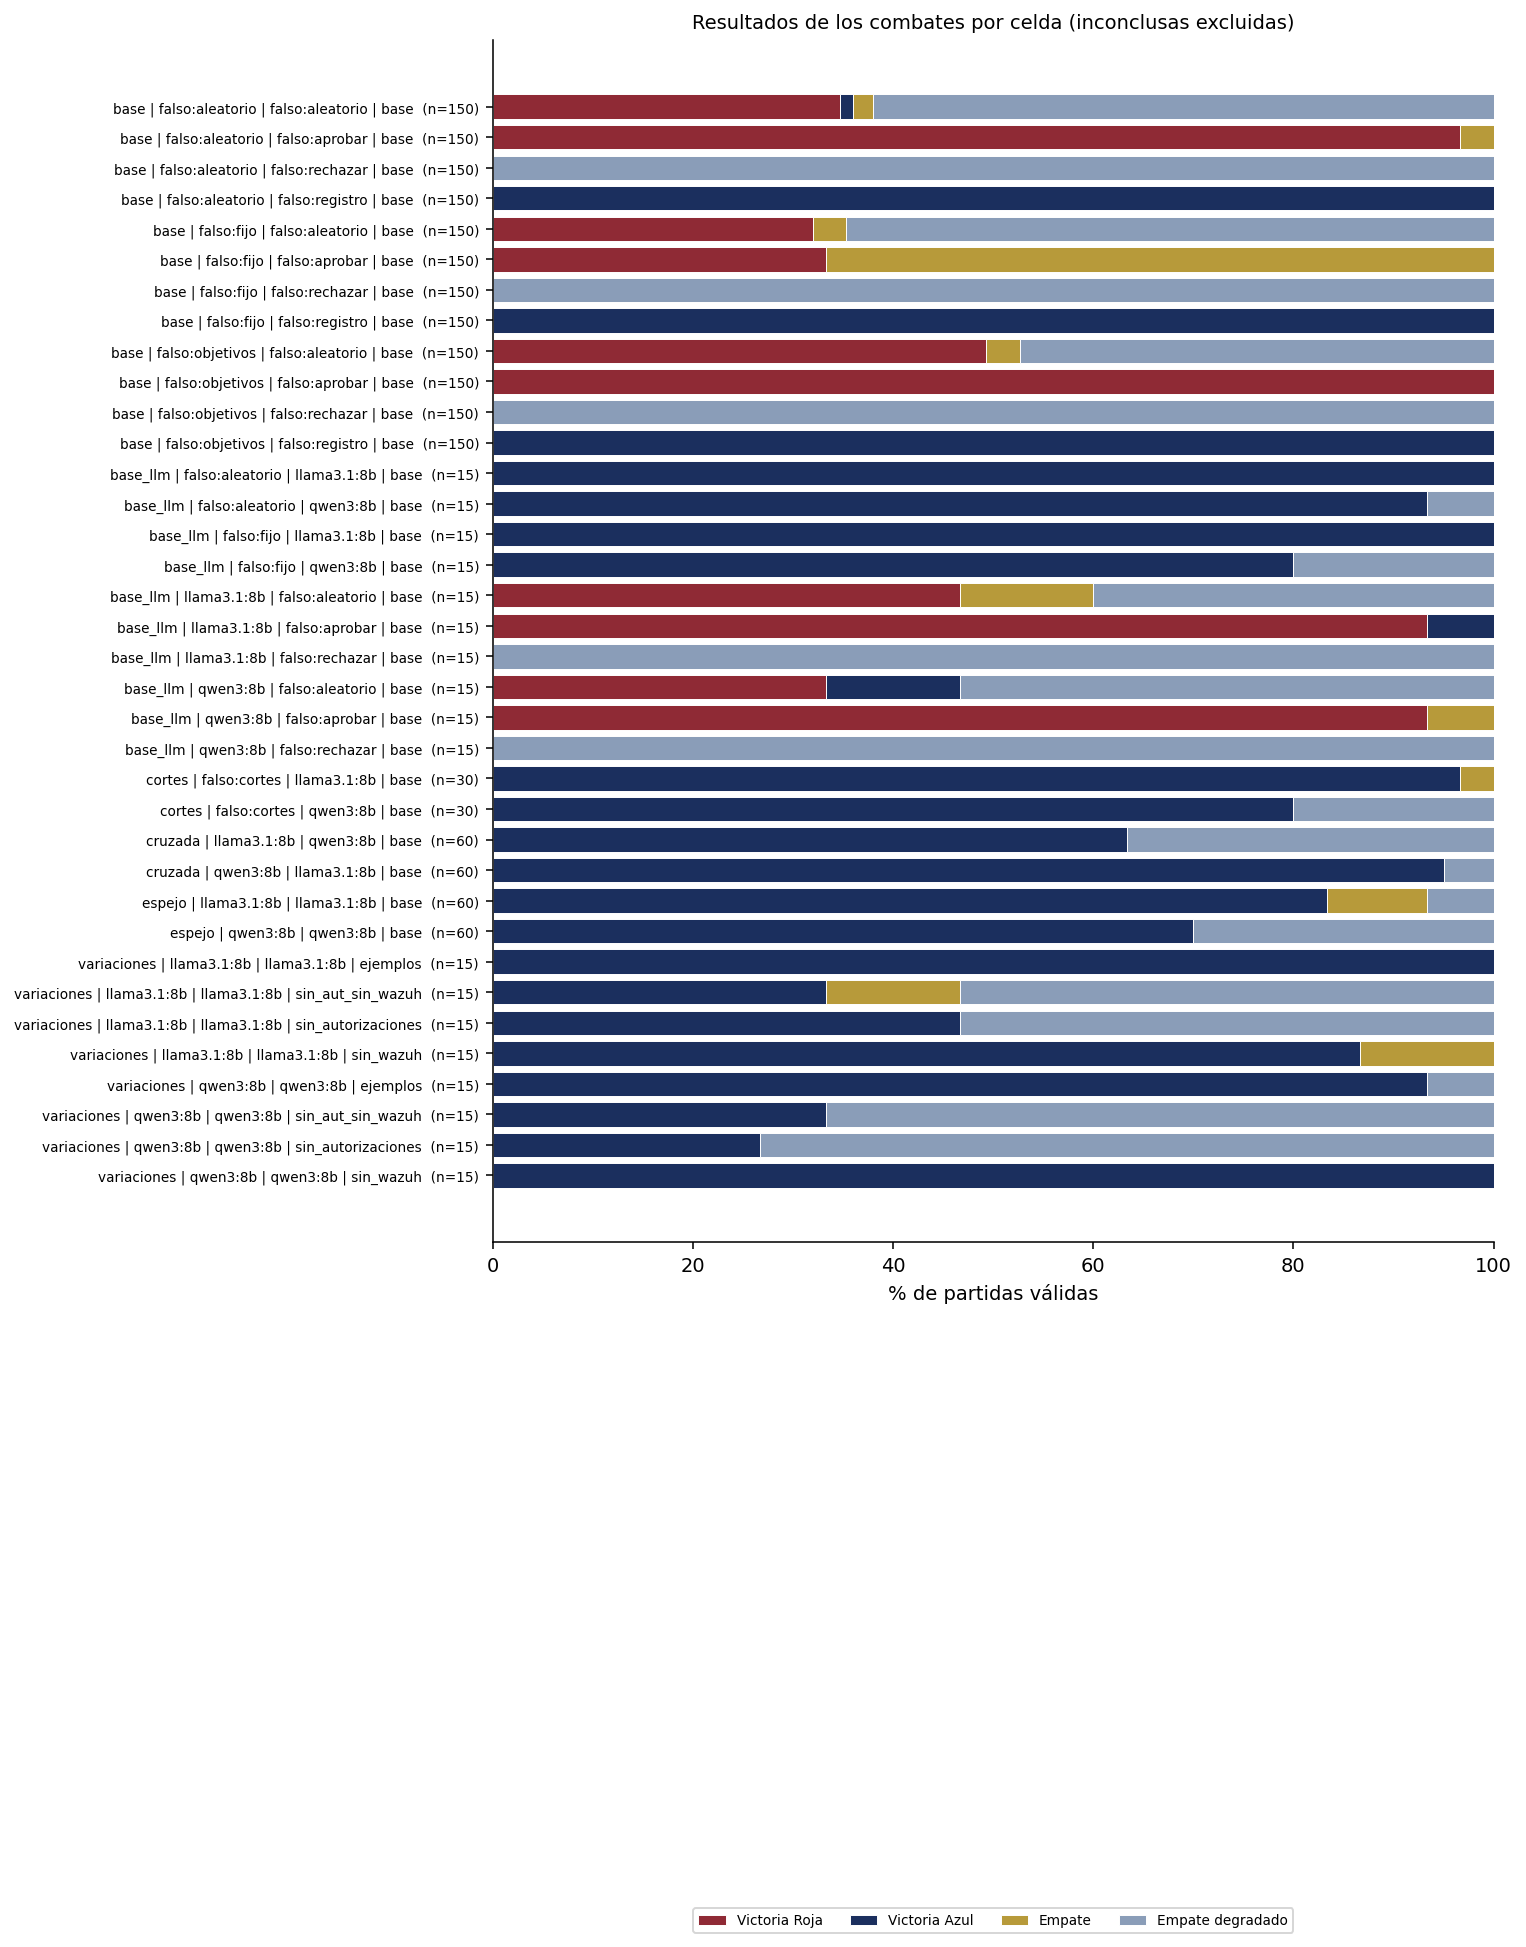 Resultados de los combates por celda (inconclusas excluidas)
base | falso:aleatorio | falso:aleatorio | base  (n=150)
base | falso:aleatorio | falso:aprobar | base  (n=150)
base | falso:aleatorio | falso:rechazar | base  (n=150)
base | falso:aleatorio | falso:registro | base  (n=150)
base | falso:fijo | falso:aleatorio | base  (n=150)
base | falso:fijo | falso:aprobar | base  (n=150)
base | falso:fijo | falso:rechazar | base  (n=150)
base | falso:fijo | falso:registro | base  (n=150)
base | falso:objetivos | falso:aleatorio | base  (n=150)
base | falso:objetivos | falso:aprobar | base  (n=150)
base | falso:objetivos | falso:rechazar | base  (n=150)
base | falso:objetivos | falso:registro | base  (n=150)
base_llm | falso:aleatorio | llama3.1:8b | base  (n=15)
base_llm | falso:aleatorio | qwen3:8b | base  (n=15)
base_llm | falso:fijo | llama3.1:8b | base  (n=15)
base_llm | falso:fijo | qwen3:8b | base  (n=15)
base_llm | llama3.1:8b | falso:aleatorio | base  (n=15)
base_llm | llama3.1:8b | falso:aprobar | base  (n=15)
base_llm | llama3.1:8b | falso:rechazar | base  (n=15)
base_llm | qwen3:8b | falso:aleatorio | base  (n=15)
base_llm | qwen3:8b | falso:aprobar | base  (n=15)
base_llm | qwen3:8b | falso:rechazar | base  (n=15)
cortes | falso:cortes | llama3.1:8b | base  (n=30)
cortes | falso:cortes | qwen3:8b | base  (n=30)
cruzada | llama3.1:8b | qwen3:8b | base  (n=60)
cruzada | qwen3:8b | llama3.1:8b | base  (n=60)
espejo | llama3.1:8b | llama3.1:8b | base  (n=60)
espejo | qwen3:8b | qwen3:8b | base  (n=60)
variaciones | llama3.1:8b | llama3.1:8b | ejemplos  (n=15)
variaciones | llama3.1:8b | llama3.1:8b | sin_aut_sin_wazuh  (n=15)
variaciones | llama3.1:8b | llama3.1:8b | sin_autorizaciones  (n=15)
variaciones | llama3.1:8b | llama3.1:8b | sin_wazuh  (n=15)
variaciones | qwen3:8b | qwen3:8b | ejemplos  (n=15)
variaciones | qwen3:8b | qwen3:8b | sin_aut_sin_wazuh  (n=15)
variaciones | qwen3:8b | qwen3:8b | sin_autorizaciones  (n=15)
variaciones | qwen3:8b | qwen3:8b | sin_wazuh  (n=15)
0 20 40 60 80 100
% de partidas válidas
Victoria Roja Victoria Azul Empate Empate degradado